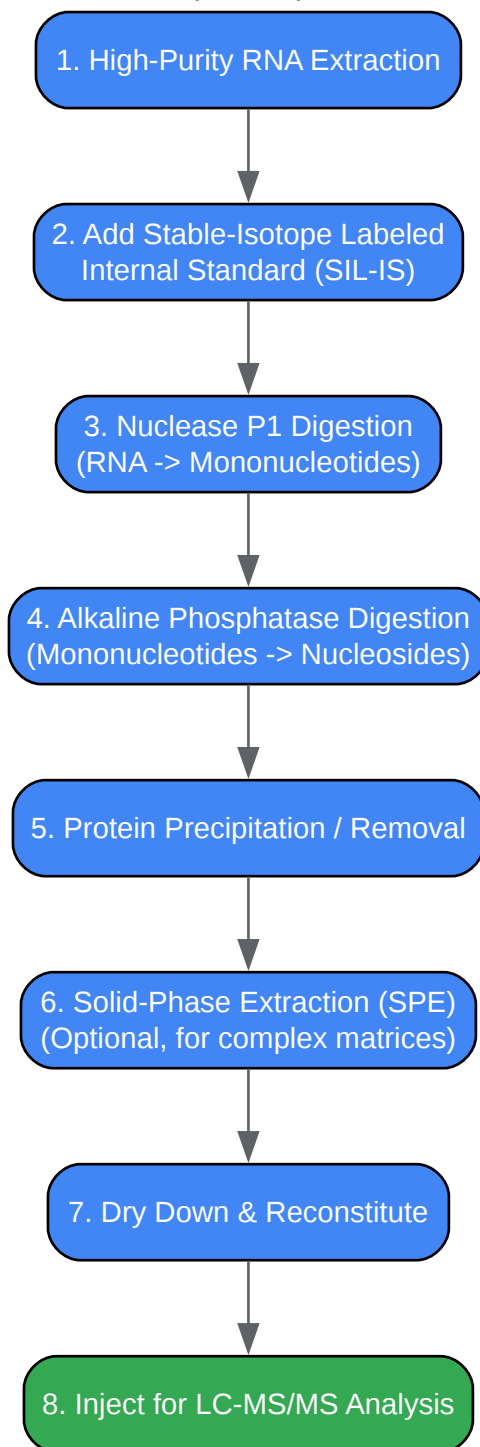 1. High-Purity RNA Extraction
2. Add Stable-Isotope Labeled
Internal Standard (SIL-IS)
3. Nuclease P1 Digestion
(RNA -> Mononucleotides)
4. Alkaline Phosphatase Digestion
(Mononucleotides -> Nucleosides)
5. Protein Precipitation / Removal
6. Solid-Phase Extraction (SPE)
(Optional, for complex matrices)
7. Dry Down & Reconstitute
8. Inject for LC-MS/MS Analysis